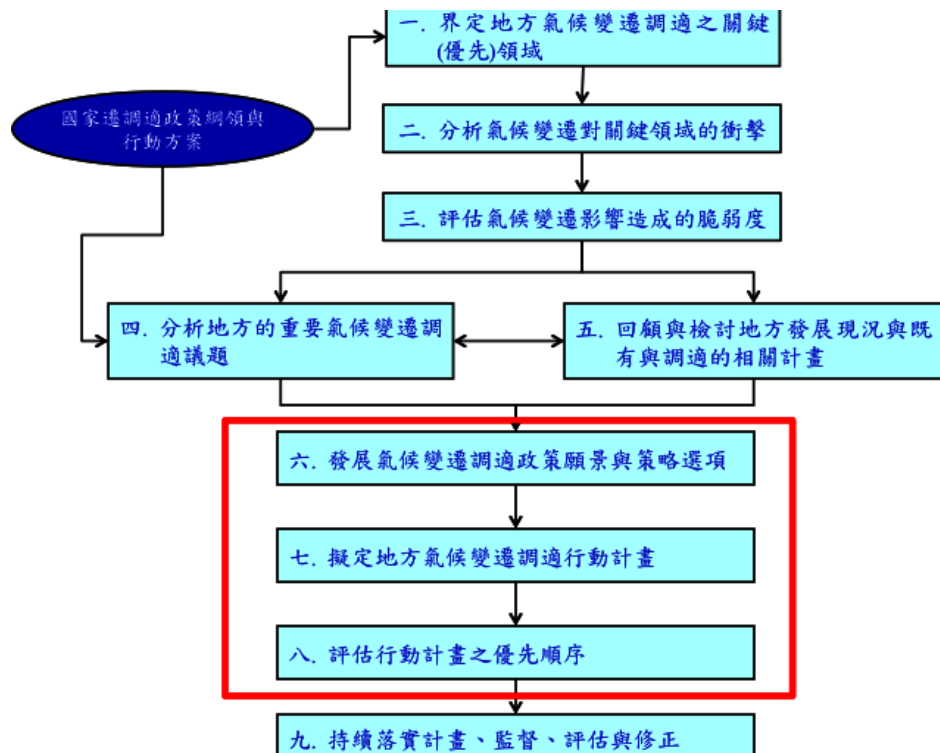 一. 界定地方氣候變遷調適之關鍵
(優先)領域
國家遷調適政策綱領與
行動方案
二. 分析氣候變遷對關鍵領域的衝擊
三. 評估氣候變遷影響造成的脆弱度
四. 分析地方的重要氣候變遷調
適議題
五. 回顧與檢討地方發展現況與既
有與調適的相關計畫
六. 發展氣候變遷調適政策願景與策略選項
七. 擬定地方氣候變遷調適行動計畫
八. 評估行動計畫之優先順序
九. 持續落實計畫、監督、評估與修正